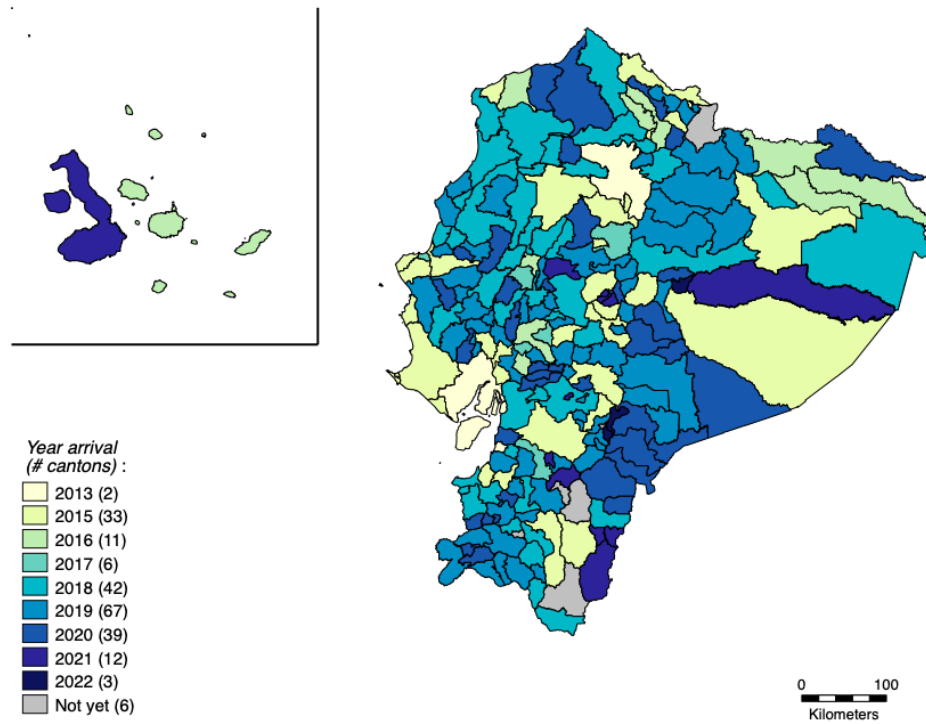 Year arrival
(# cantons) :
2013 (2)
2015 (33)
2016 (11)
2017 (6)
2018 (42)
2019 (67)
2020 (39)
2021 (12)
2022 (3)
Not yet (6)
0 100
Kilometers